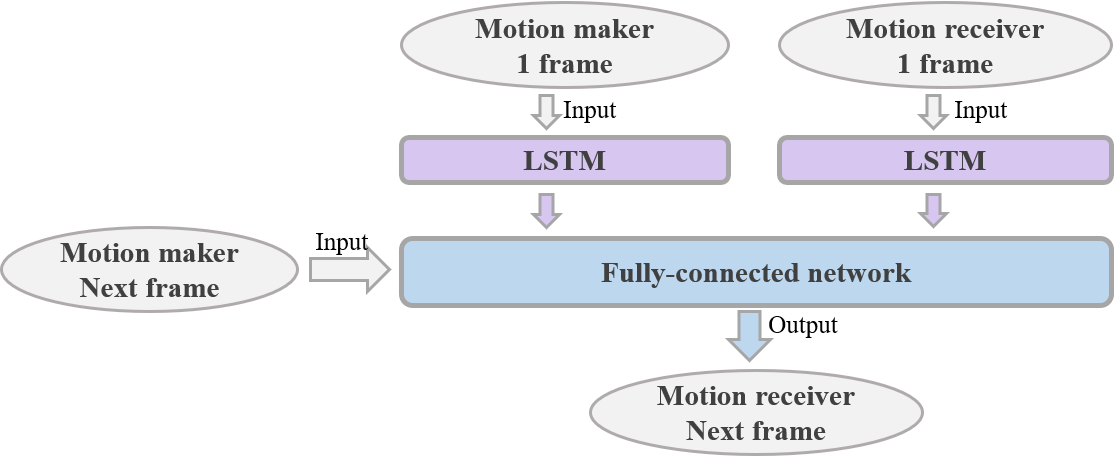 Motion maker
1 frame
Motion receiver
1 frame
Input
Input
LSTM
LSTM
Motion maker
Next frame
Input
Fully-connected network
Output
Motion receiver
Next frame